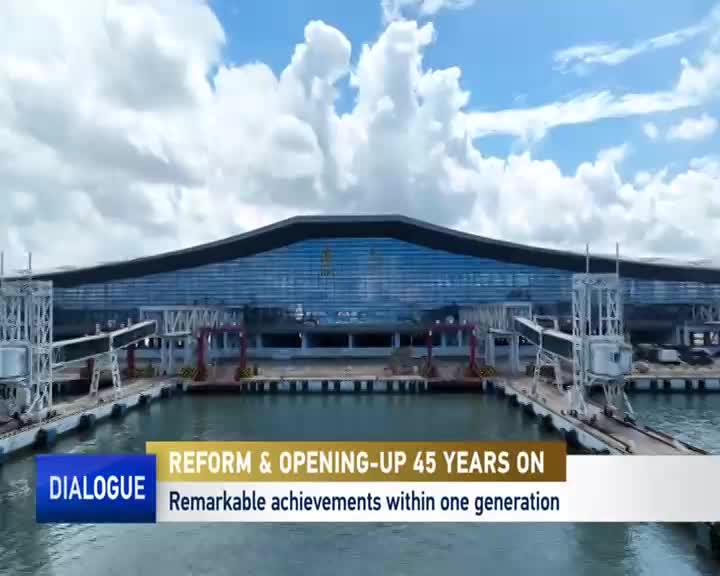 REFORM & OPENING-UP 45 YEARS ON
DIALOGUE
Remarkable achievements within one generation